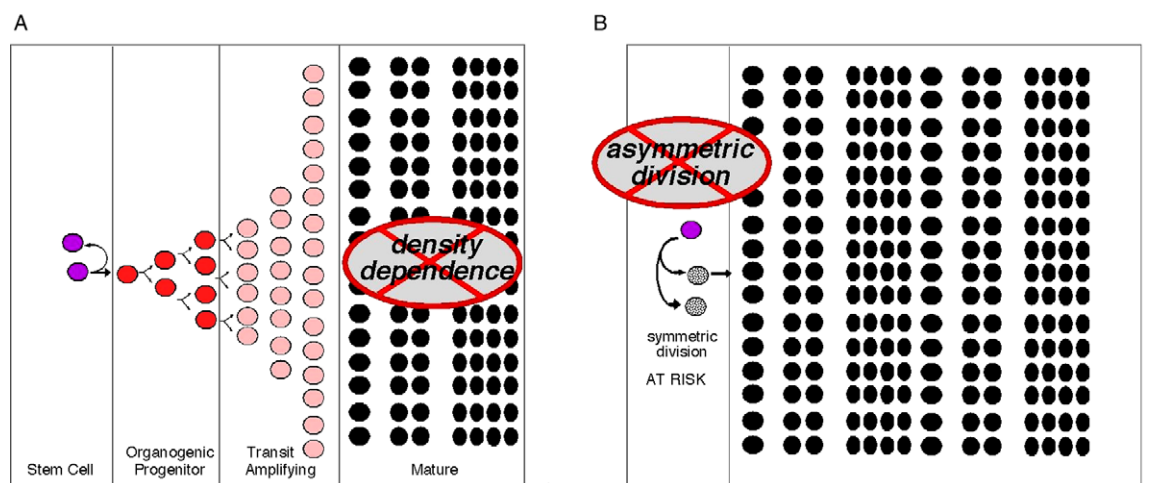 A
density
dependence
Stem Cell
Organogenic
Progenitor
Transit
Amplifying
Mature
B
asymmetric
division
symmetric
division
AT RISK